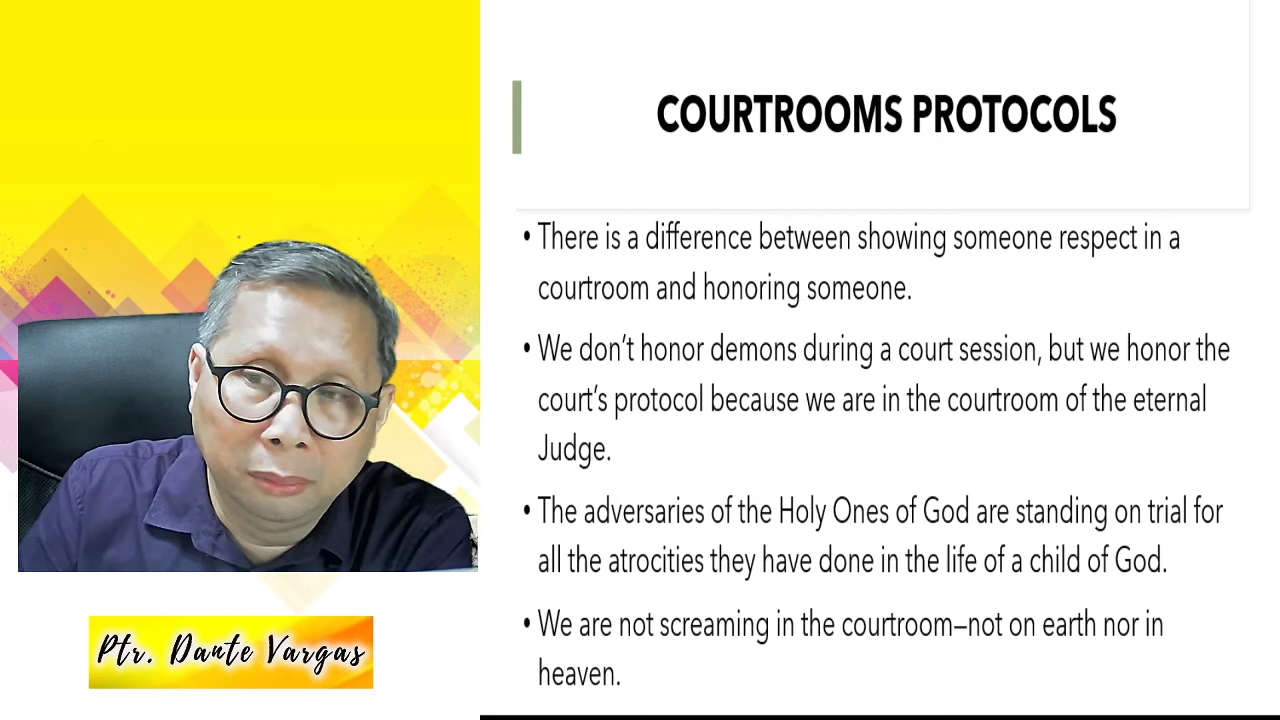 COURTROOMS PROTOCOLS
• There is a difference between showing someone respect in a
courtroom and honoring someone.
• We don’t honor demons during a court session, but we honor the
court’s protocol because we are in the courtroom of the eternal
Judge.
• The adversaries of the Holy Ones of God are standing on trial for
all the atrocities they have done in the life of a child of God.
• We are not screaming in the courtroom–not on earth nor in
heaven.
Ptr. Dante Vargas